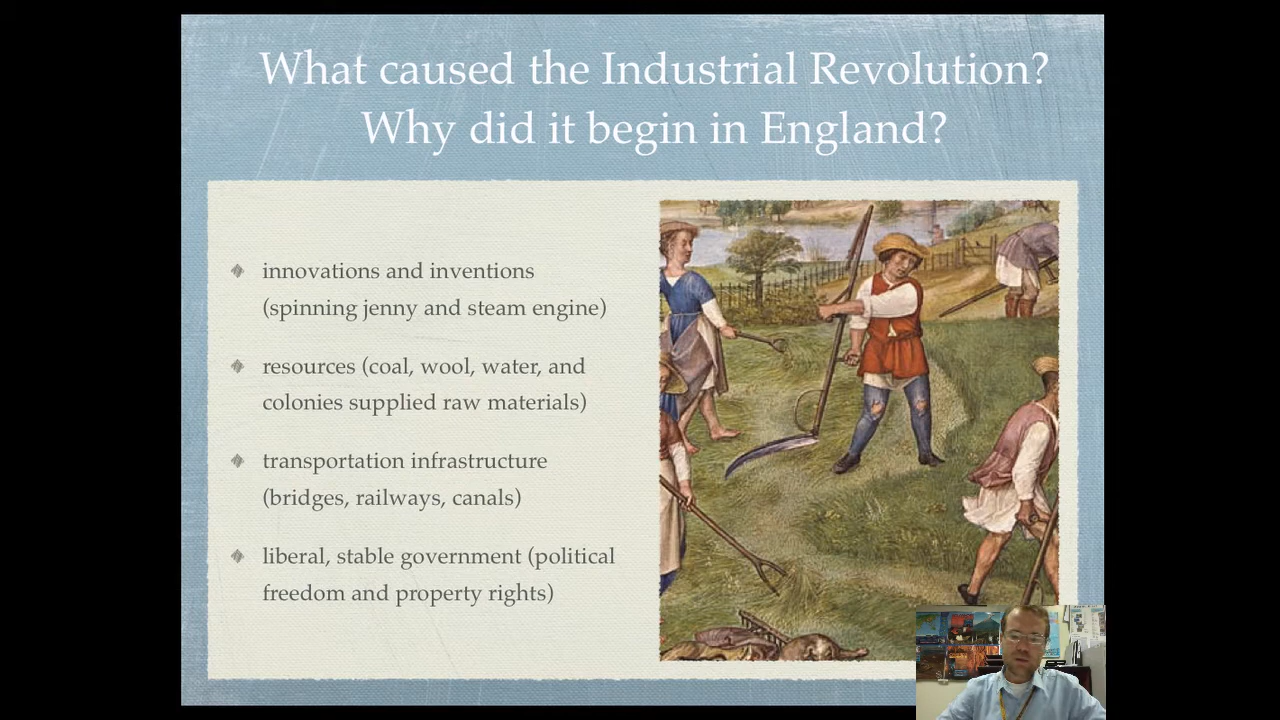 What caused the Industrial Revolution?
Why did it begin in England?
innovations and inventions
(spinning jenny and steam engine)
resources (coal, wool, water, and
colonies supplied raw materials)
transportation infrastructure
(bridges, railways, canals)
liberal, stable government (political
freedom and property rights)